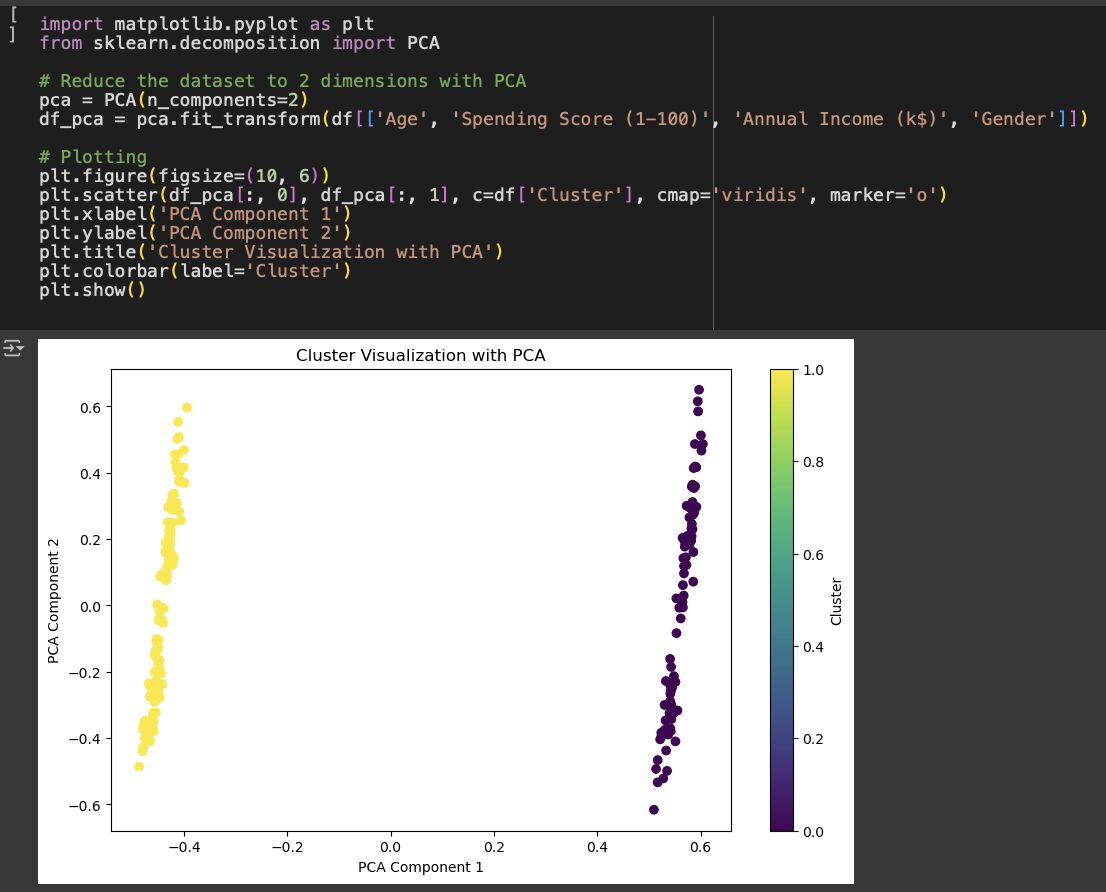 [
]
import matplotlib.pyplot as plt
from sklearn.decomposition import PCA
# Reduce the dataset to 2 dimensions with PCA
pca = PCA(n_components=2)
df_pca = pca.fit_transform(df[['Age', 'Spending Score (1-100)', 'Annual Income (k$)', 'Gender']])
# Plotting
plt.figure(figsize=(10, 6))
plt.scatter(df_pca[:, 0], df_pca[:, 1], c=df['Cluster'], cmap='viridis', marker='o')
plt.xlabel('PCA Component 1')
plt.ylabel('PCA Component 2')
plt.title('Cluster Visualization with PCA')
plt.colorbar(label='Cluster')
plt.show()
Cluster Visualization with PCA
PCA Component 2
0.6
0.4
0.2
0.0
−0.2
−0.4
−0.6
−0.4
−0.2
0.0
0.2
0.4
0.6
PCA Component 1
1.0
0.8
0.6
0.4
0.2
0.0
Cluster